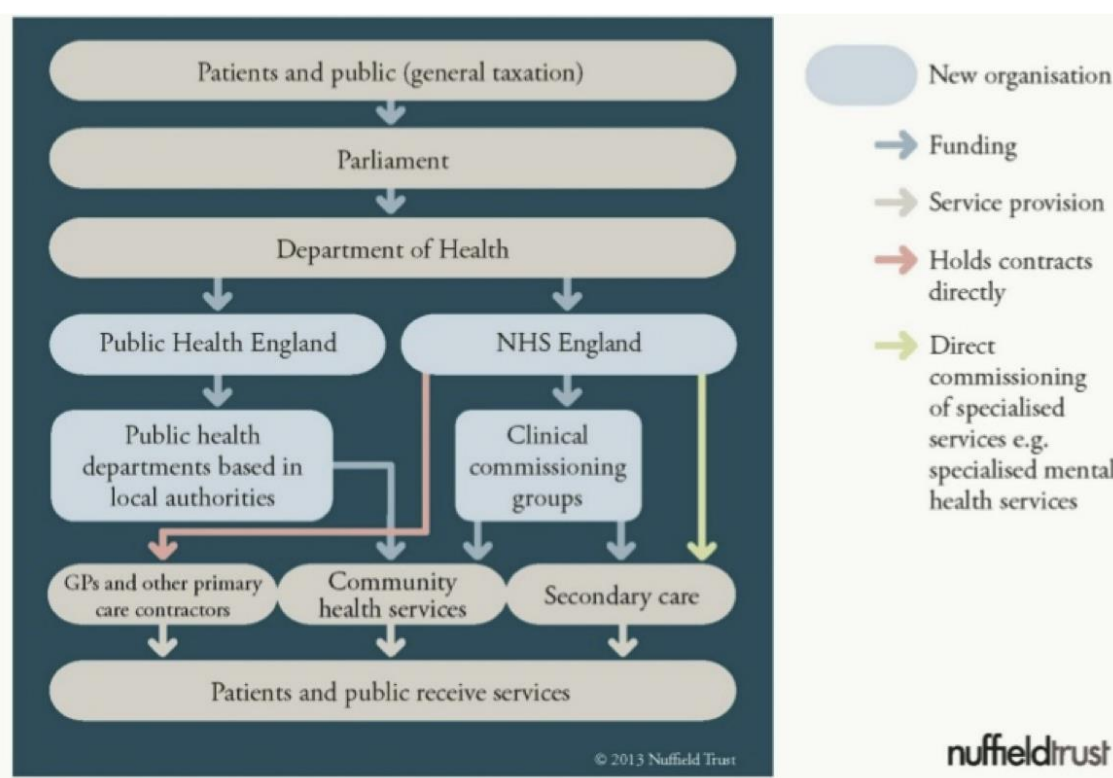 Patients and public (general taxation)
Parliament
Department of Health
Public Health England
NHS England
Public health
departments based in
local authorities
Clinical
commissioning
groups
GPs and other primary
care contractors
Community
health services
Secondary care
Patients and public receive services
© 2013 Nuffield Trust
New organisation
Funding
Service provision
Holds contracts
directly
Direct
commissioning
of specialised
services e.g.
specialised mental
health services
nuffieldtrust